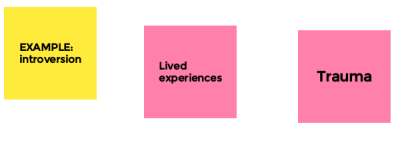 EXAMPLE:
introversion
Lived
experiences
Trauma